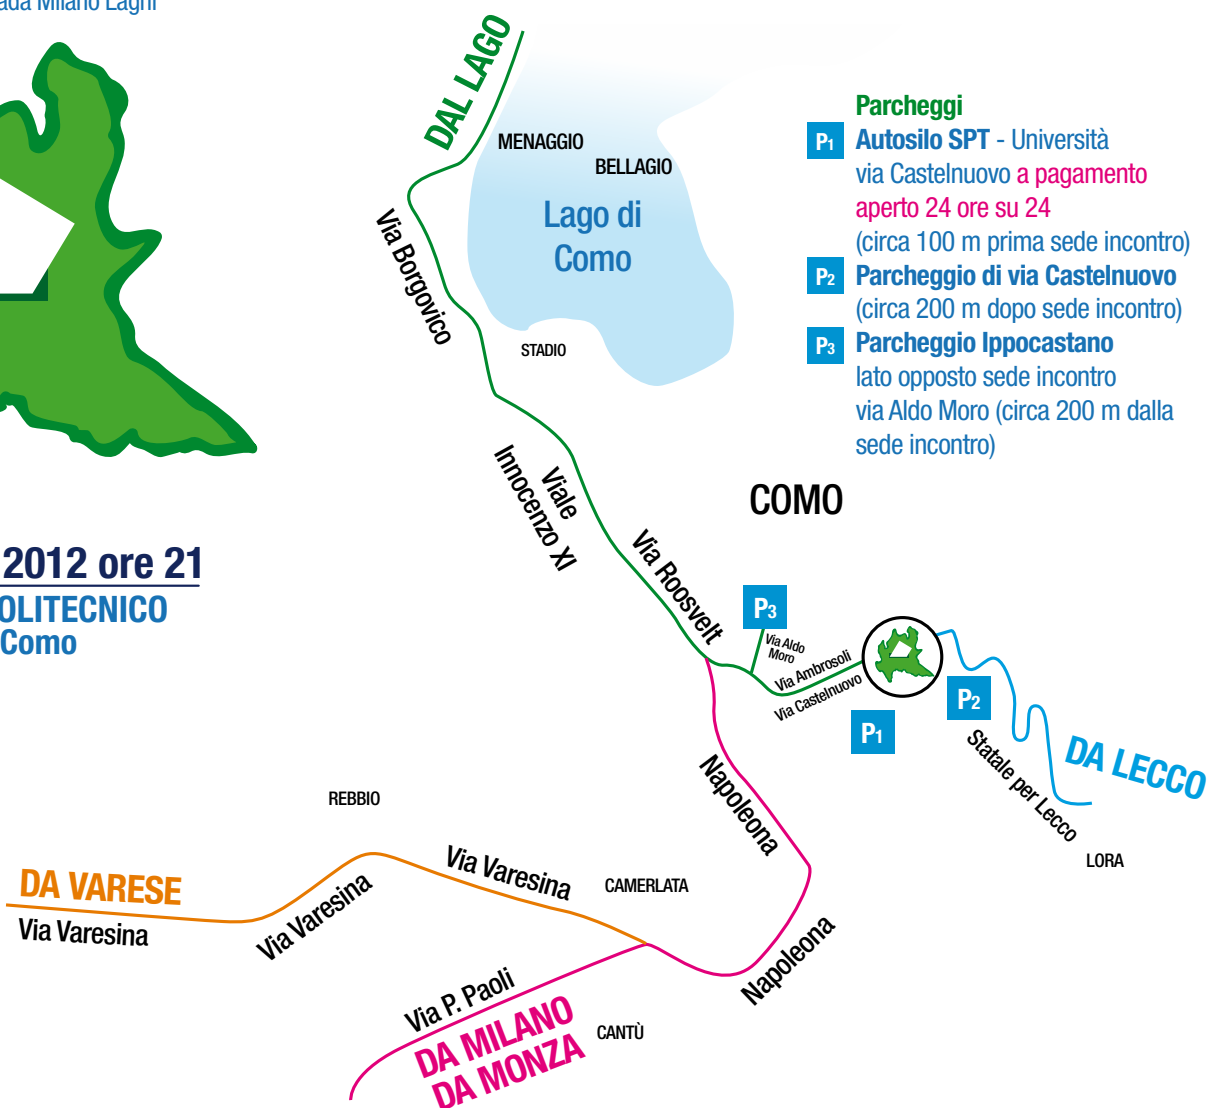 Milano Laghi
DAL LAGO
MENAGGIO
BELLAGIO
Lago di
Como
Via Borgovico
STADIO
Parcheggi
P1 Autosilo SPT - Università
via Castelnuovo a pagamento
aperto 24 ore su 24
(circa 100 m prima sede incontro)
P2 Parcheggio di via Castelnuovo
(circa 200 m dopo sede incontro)
P3 Parcheggio Ippocastano
lato opposto sede incontro
via Aldo Moro (circa 200 m dalla
sede incontro)
Viale
Innocenzo XI
COMO
2012 ore 21
OLITECNICO
Como
Via Roosvelt
P3
Via Aldo
Moro
Via Ambrosoli
Via Castelnuovo
P1
P2
Statale per Lecco
DA LECCO
LORA
Napoleona
REBBIO
DA VARESE
Via Varesina
Via Varesina
Via Varesina
CAMERLATA
Napoleona
Via P. Paoli
DA MILANO
DA MONZA
CANTÙ